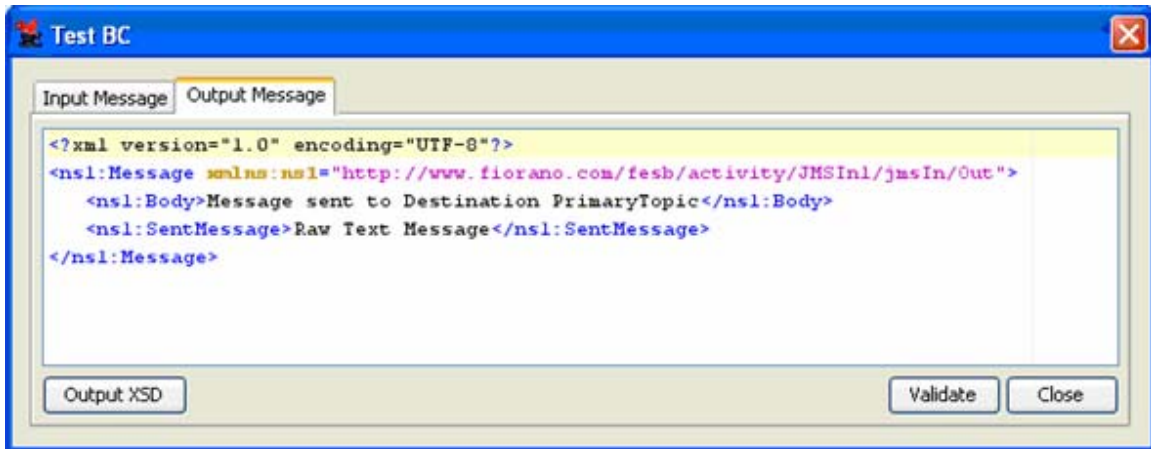 Test BC
Input Message Output Message
<?xml version="1.0" encoding="UTF-8"?>
<ns1:Message xmlns:ns1="http://www.fiorano.com/fesb/activity/JMSIn1/jmsIn/Out">
<ns1:Body>Message sent to Destination PrimaryTopic</ns1:Body>
<ns1:SentMessage>Raw Text Message</ns1:SentMessage>
</ns1:Message>
Output XSD Validate Close